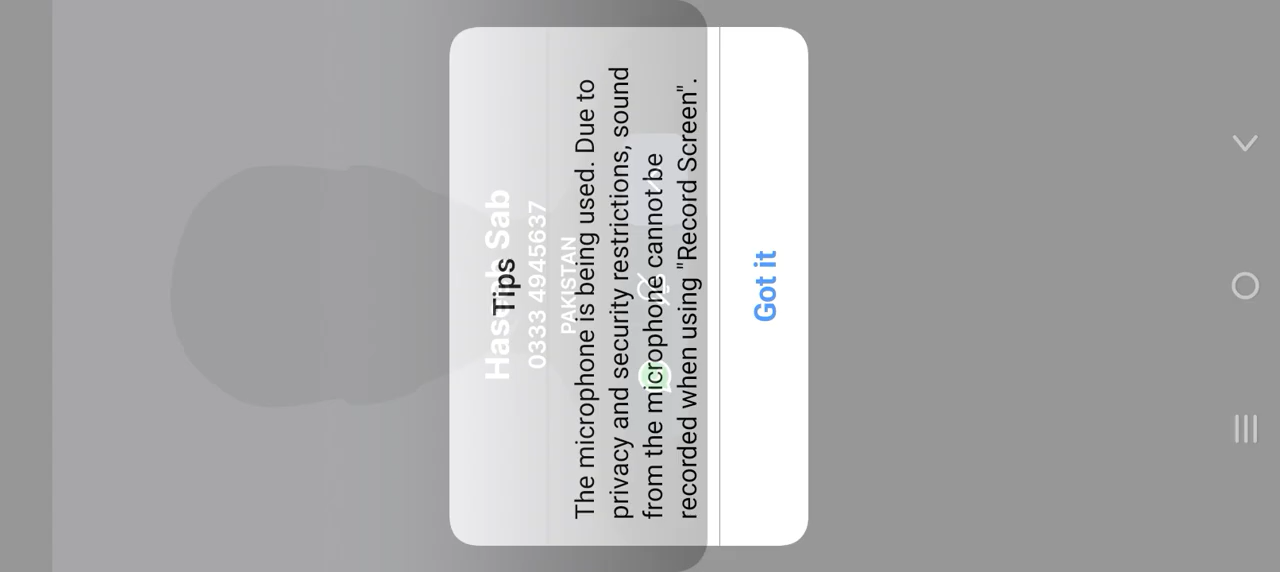 Tips
The microphone is being used. Due to
privacy and security restrictions, sound
from the microphone cannot be
recorded when using "Record Screen".
Got it
Sab
0333 4945637
PAKISTAN